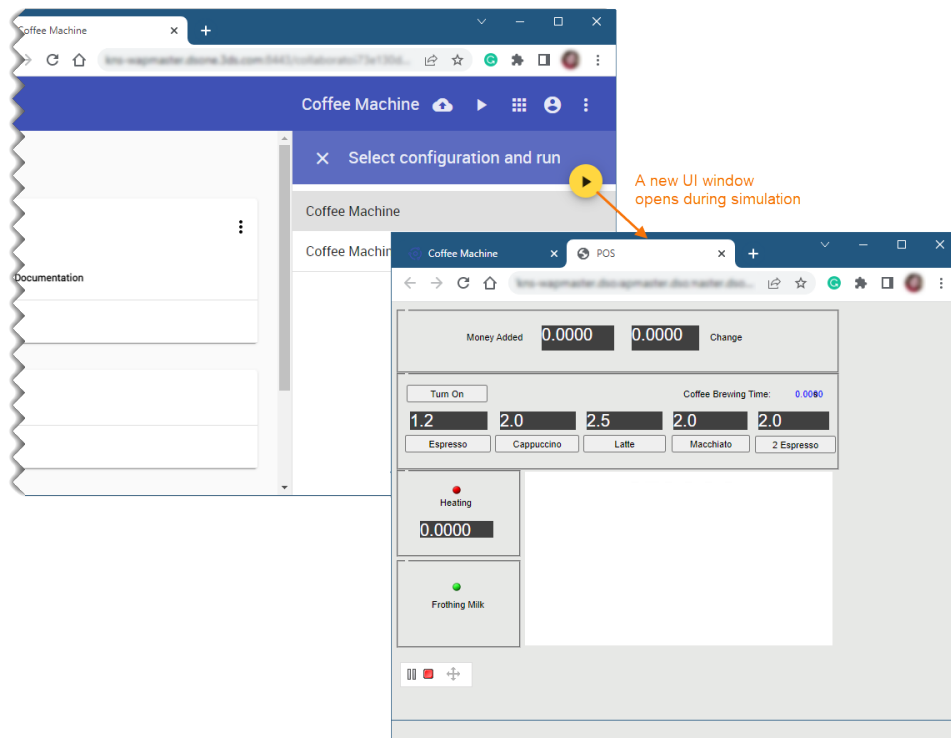 Coffee Machine
Coffee Machine
Select configuration and run
Coffee Machine
Documentation
A new UI window
opens during simulation
Coffee Machine
POS
Money Added
0.0000
0.0000
Change
Turn On
Coffee Brewing Time:
1.2
2.0
2.5
2.0
2.0
Espresso
Cappuccino
Latte
Macchiato
2 Espresso
Heating
0.0000
Frothing Milk